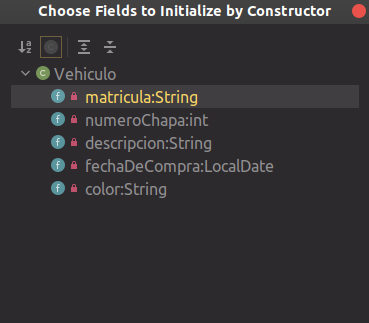 Choose Fields to Initialize by Constructor
Vehiculo
matricula:String
numeroChapa:int
descripcion:String
fechaDeCompra:LocalDate
color:String